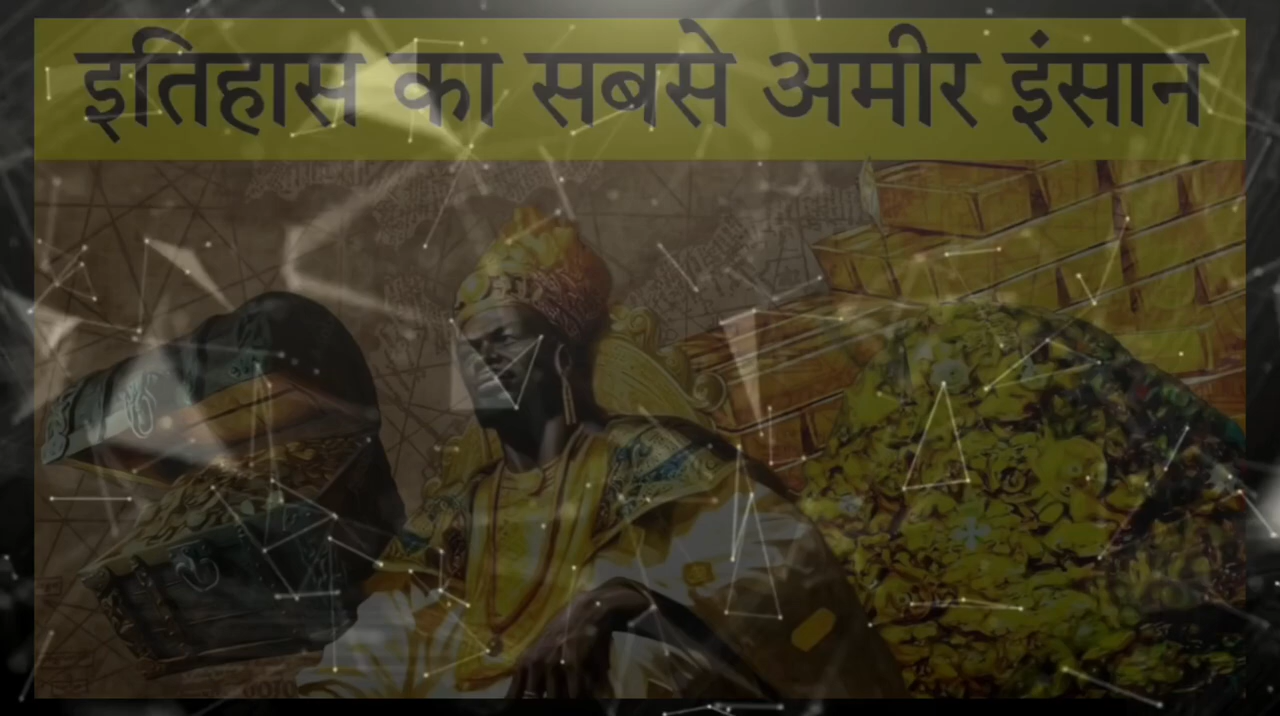 इतिहास का सबसे अमीर इंसान